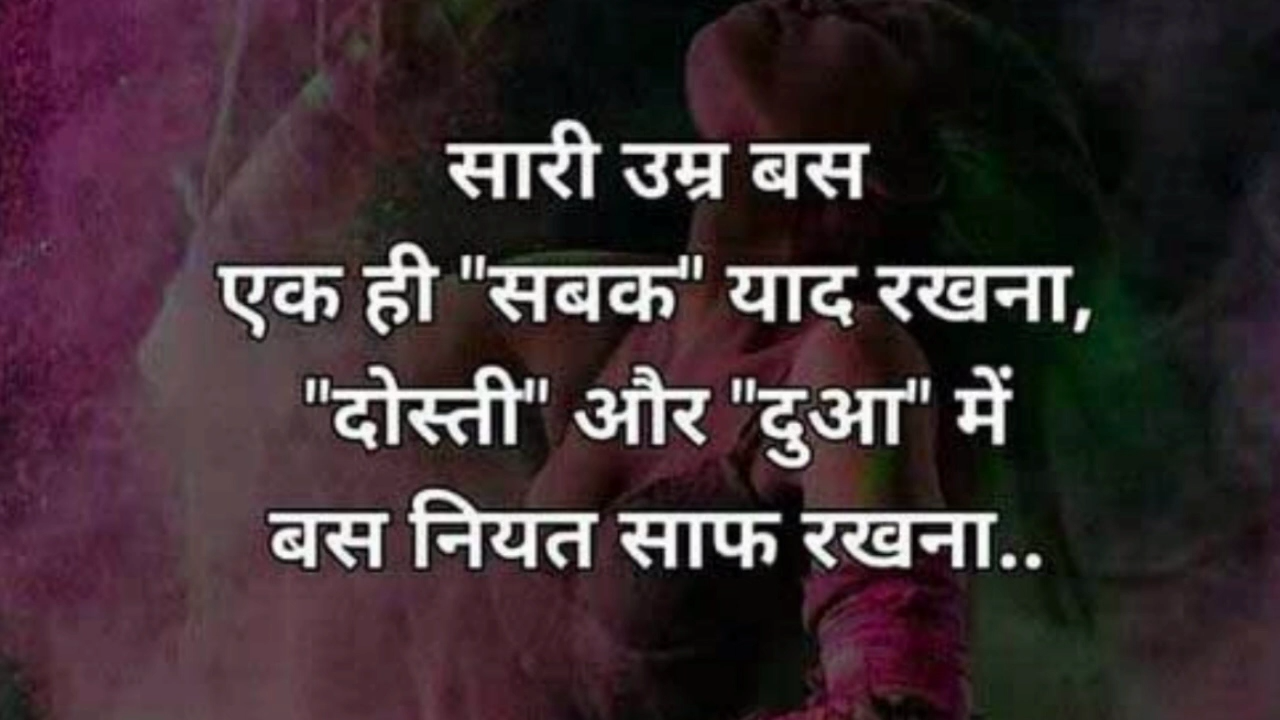 सारी उम्र बस
एक ही "सबक" याद रखना,
"दोस्ती" और "दुआ" में
बस नियत साफ रखना..